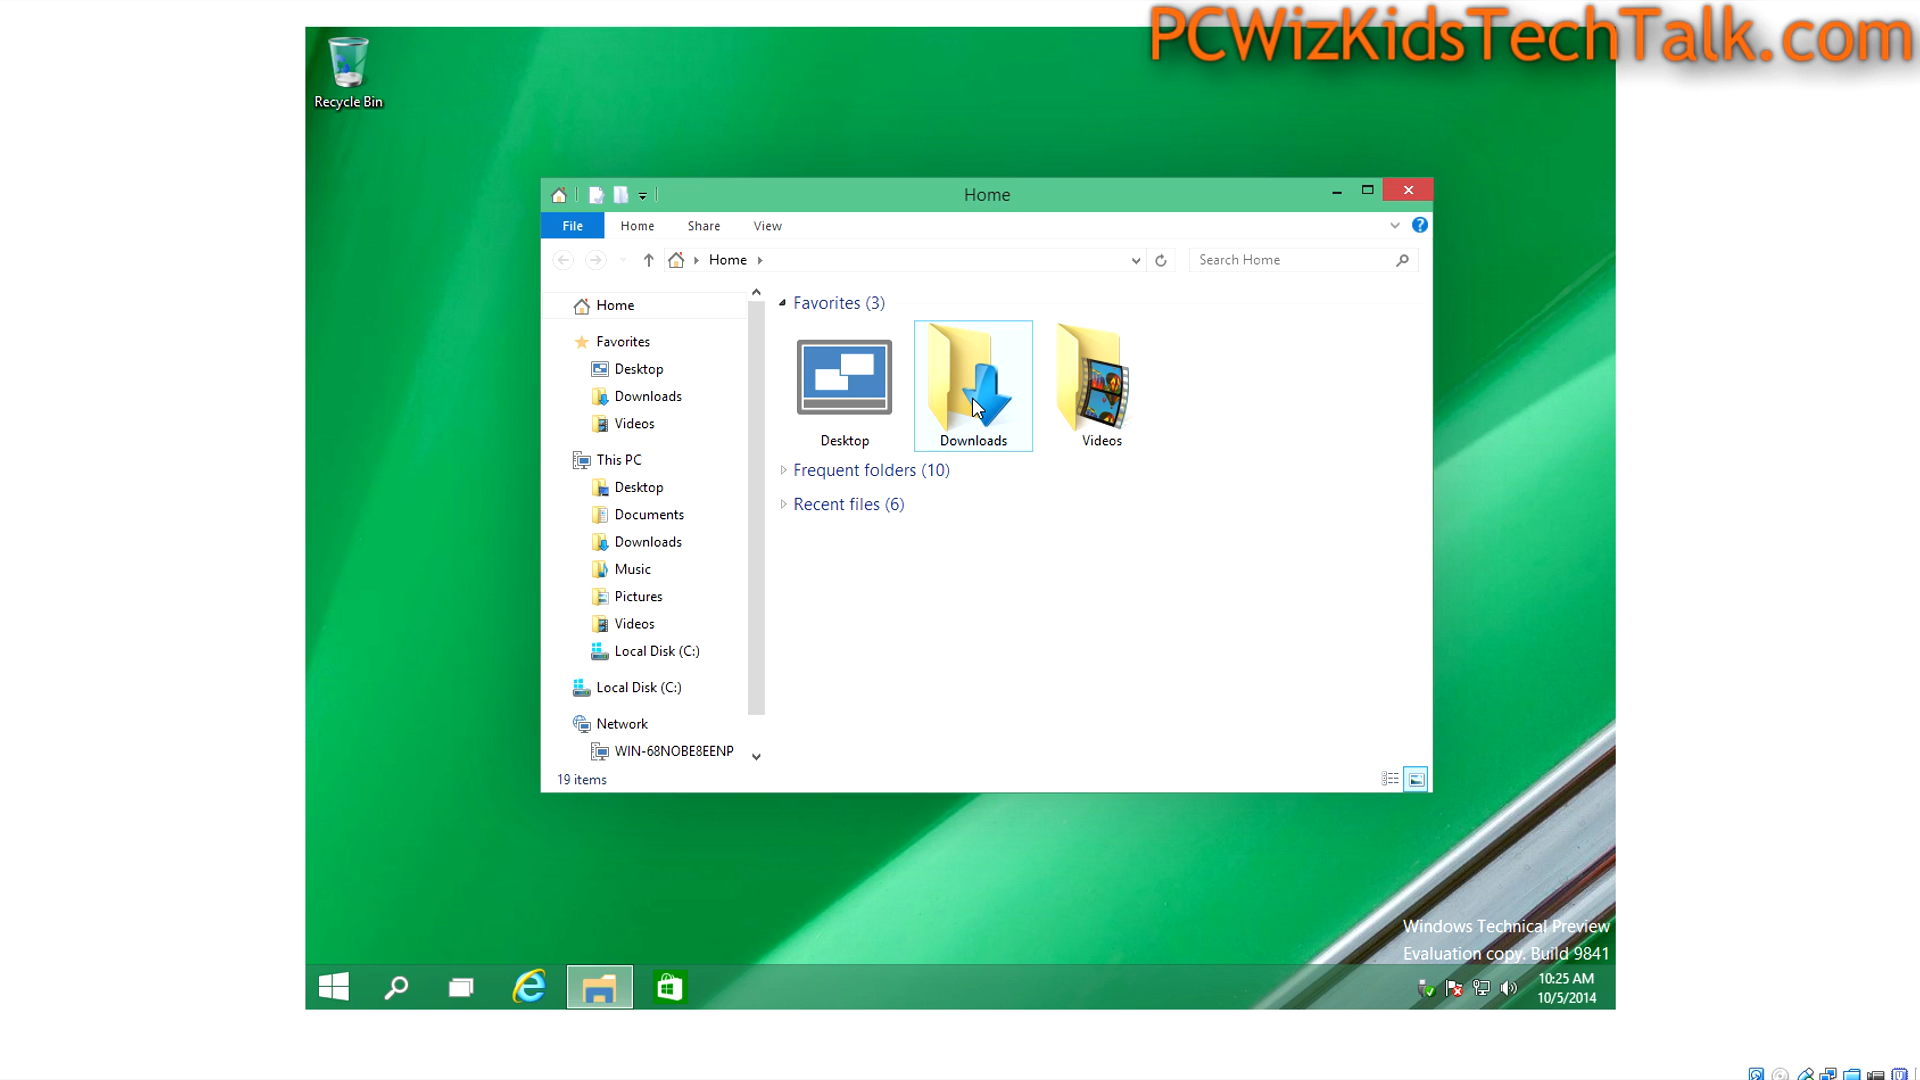 PCWizKidsTechTalk.com
Recycle Bin
Home
File Home Share View
Home
Search Home
Home
Favorites
Desktop
Downloads
Videos
This PC
Desktop
Documents
Downloads
Music
Pictures
Videos
Local Disk (C:)
Local Disk (C:)
Network
WIN-68NOBE8EENP
19 items
Favorites (3)
Desktop Downloads Videos
Frequent folders (10)
Recent files (6)
Windows Technical Preview
Evaluation copy. Build 9841
10:25 AM
10/5/2014